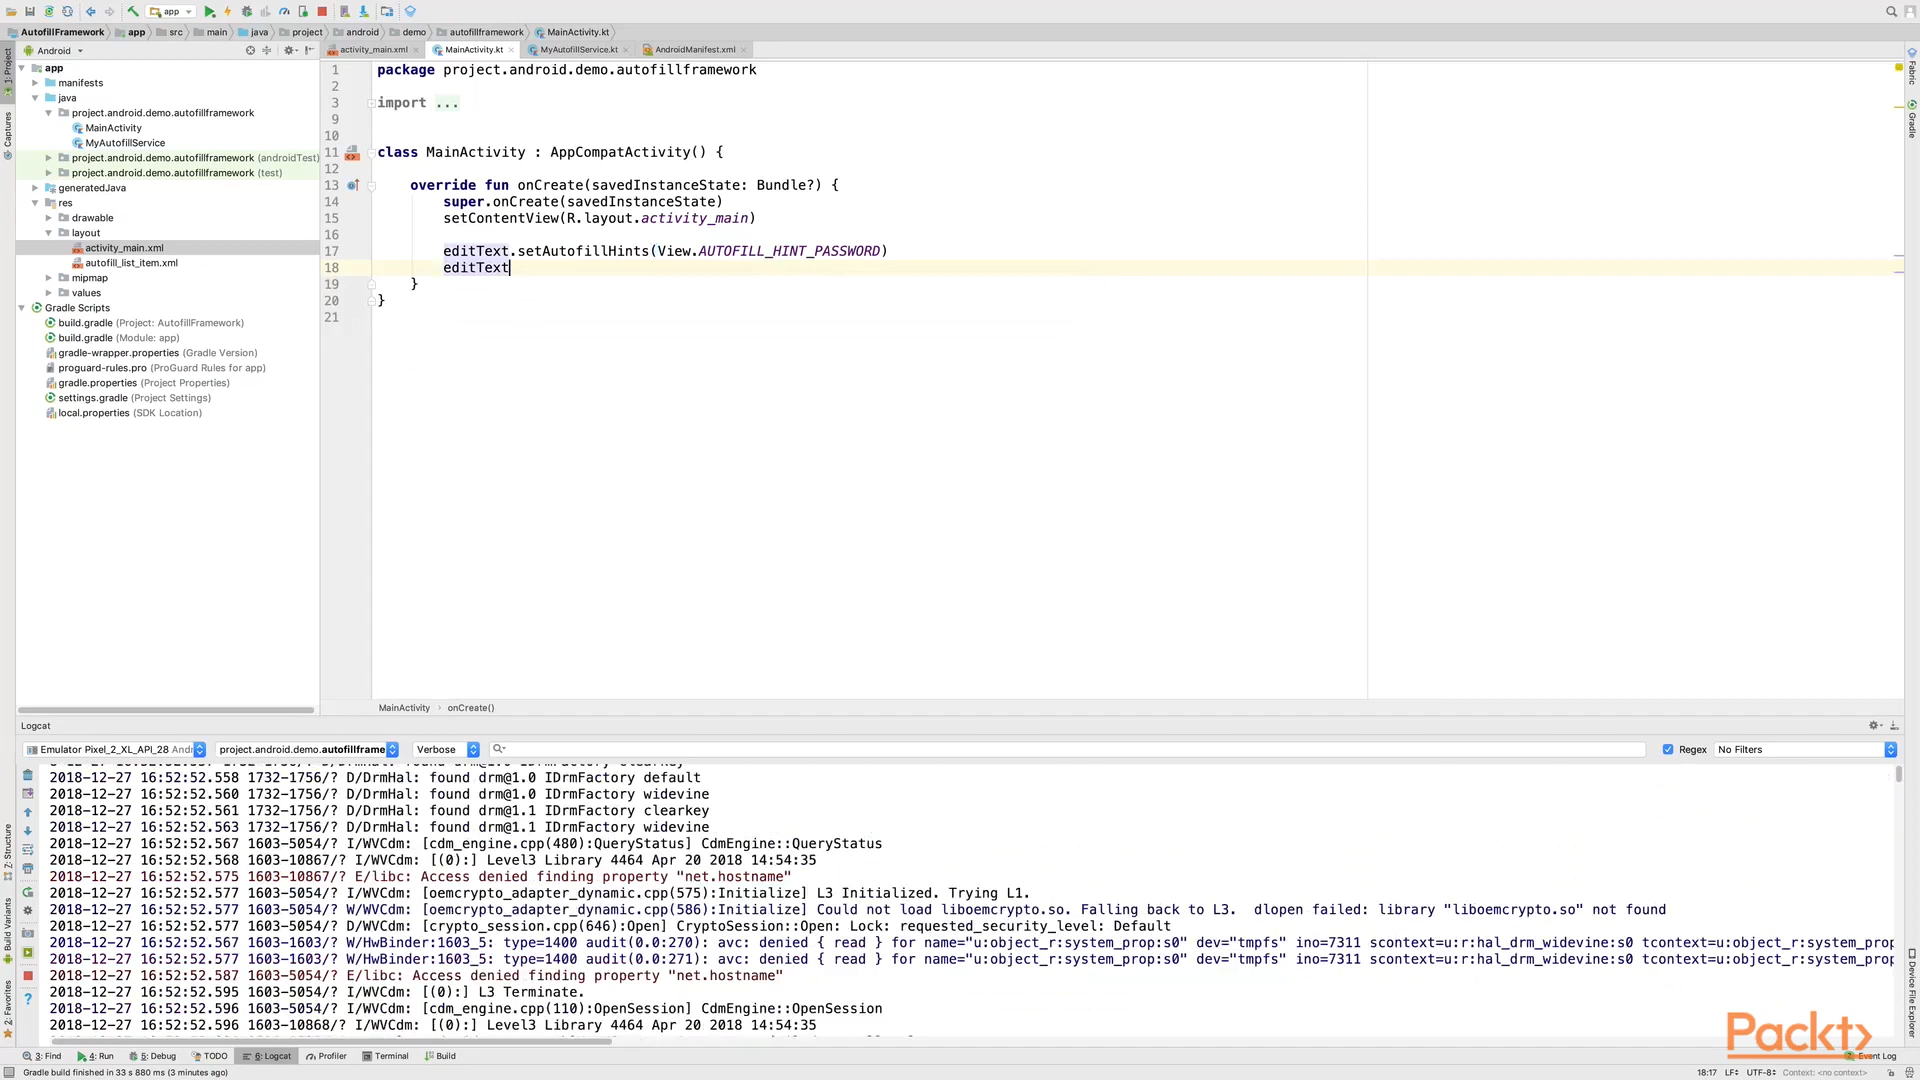 app
AutofillFramework app src main java project android demo autofillframework MainActivity.kt
Android
activity_main.xml MainActivity.kt MyAutofillService.kt AndroidManifest.xml
1: Project
Captures
7: Structure
Build Variants
2: Favorites
Fabric
Gradle
Device File Explorer
app
manifests
java
project.android.demo.autofillframework
MainActivity
MyAutofillService
project.android.demo.autofillframework (androidTest)
project.android.demo.autofillframework (test)
generatedJava
res
drawable
layout
activity_main.xml
autofill_list_item.xml
mipmap
values
Gradle Scripts
build.gradle (Project: AutofillFramework)
build.gradle (Module: app)
gradle-wrapper.properties (Gradle Version)
proguard-rules.pro (ProGuard Rules for app)
gradle.properties (Project Properties)
settings.gradle (Project Settings)
local.properties (SDK Location)
1 package project.android.demo.autofillframework
2
3 import ...
9
10
11 class MainActivity : AppCompatActivity() {
12
13 override fun onCreate(savedInstanceState: Bundle?) {
14 super.onCreate(savedInstanceState)
15 setContentView(R.layout.activity_main)
16
17 editText.setAutofillHints(View.AUTOFILL_HINT_PASSWORD)
18 editText
19 }
20 }
21
MainActivity › onCreate()
Logcat
Emulator Pixel_2_XL_API_28 Andr project.android.demo.autofillframe Verbose Regex No Filters
2018-12-27 16:52:52.558 1732-1756/? D/DrmHal: found drm@1.0 IDrmFactory default
2018-12-27 16:52:52.560 1732-1756/? D/DrmHal: found drm@1.0 IDrmFactory widevine
2018-12-27 16:52:52.561 1732-1756/? D/DrmHal: found drm@1.1 IDrmFactory clearkey
2018-12-27 16:52:52.563 1732-1756/? D/DrmHal: found drm@1.1 IDrmFactory widevine
2018-12-27 16:52:52.567 1603-5054/? I/WVCdm: [cdm_engine.cpp(480):QueryStatus] CdmEngine::QueryStatus
2018-12-27 16:52:52.568 1603-10867/? I/WVCdm: [(0):] Level3 Library 4464 Apr 20 2018 14:54:35
2018-12-27 16:52:52.575 1603-10867/? E/libc: Access denied finding property "net.hostname"
2018-12-27 16:52:52.577 1603-5054/? I/WVCdm: [oemcrypto_adapter_dynamic.cpp(575):Initialize] L3 Initialized. Trying L1.
2018-12-27 16:52:52.577 1603-5054/? W/WVCdm: [oemcrypto_adapter_dynamic.cpp(586):Initialize] Could not load liboemcrypto.so. Falling back to L3. dlopen failed: library "liboemcrypto.so" not found
2018-12-27 16:52:52.577 1603-5054/? D/WVCdm: [crypto_session.cpp(646):Open] CryptoSession::Open: Lock: requested_security_level: Default
2018-12-27 16:52:52.567 1603-1603/? W/HwBinder:1603_5: type=1400 audit(0.0:270): avc: denied { read } for name="u:object_r:system_prop:s0" dev="tmpfs" ino=7311 scontext=u:r:hal_drm_widevine:s0 tcontext=u:object_r:system_prop
2018-12-27 16:52:52.577 1603-1603/? W/HwBinder:1603_5: type=1400 audit(0.0:271): avc: denied { read } for name="u:object_r:system_prop:s0" dev="tmpfs" ino=7311 scontext=u:r:hal_drm_widevine:s0 tcontext=u:object_r:system_prop
2018-12-27 16:52:52.587 1603-5054/? E/libc: Access denied finding property "net.hostname"
2018-12-27 16:52:52.595 1603-5054/? I/WVCdm: [(0):] L3 Terminate.
2018-12-27 16:52:52.596 1603-5054/? I/WVCdm: [cdm_engine.cpp(110):OpenSession] CdmEngine::OpenSession
2018-12-27 16:52:52.596 1603-10868/? I/WVCdm: [(0):] Level3 Library 4464 Apr 20 2018 14:54:35
Packt
3: Find 4: Run 5: Debug TODO 6: Logcat Profiler Terminal Build Event Log
Gradle build finished in 33 s 880 ms (3 minutes ago) 18:17 LF÷ UTF-8÷ Context: <no context>